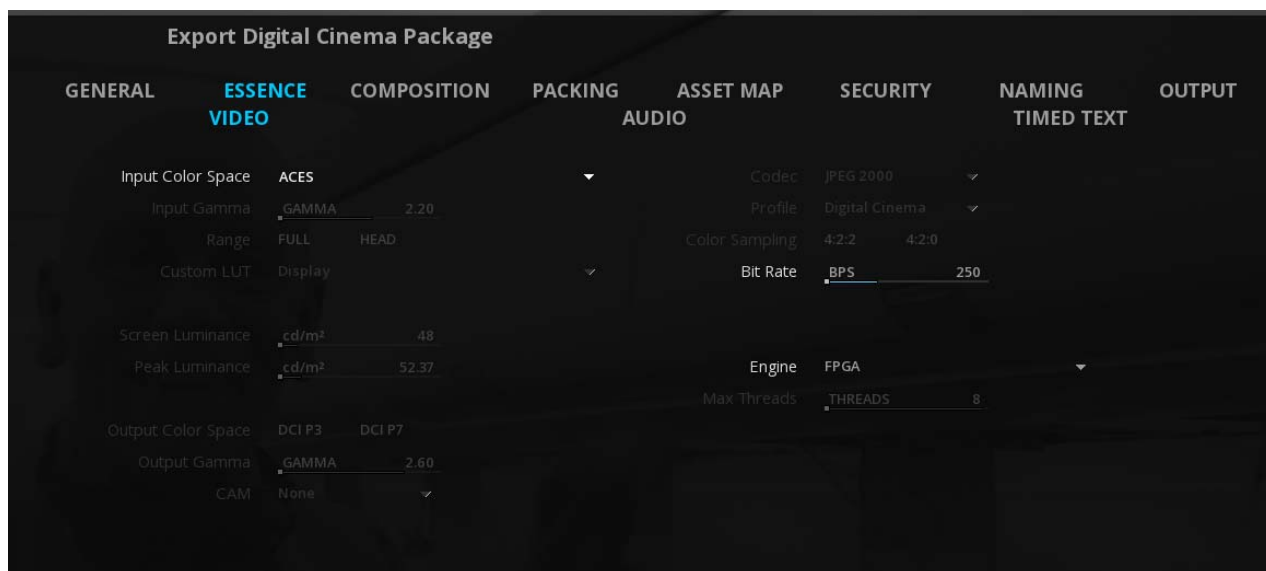 Export Digital Cinema Package
GENERAL ESSENCE COMPOSITION PACKING ASSET MAP SECURITY NAMING OUTPUT
VIDEO AUDIO TIMED TEXT
Input Color Space ACES Codec JPEG 2000
Input Gamma GAMMA 2.20 Profile Digital Cinema
Range FULL HEAD Color Sampling 4:2:2 4:2:0
Custom LUT Display Bit Rate BPS 250
Screen Luminance cd/m² 48
Peak Luminance cd/m² 52.37 Engine FPGA
Max Threads THREADS 8
Output Color Space DCI P3 DCI P7
Output Gamma GAMMA 2.60
CAM None